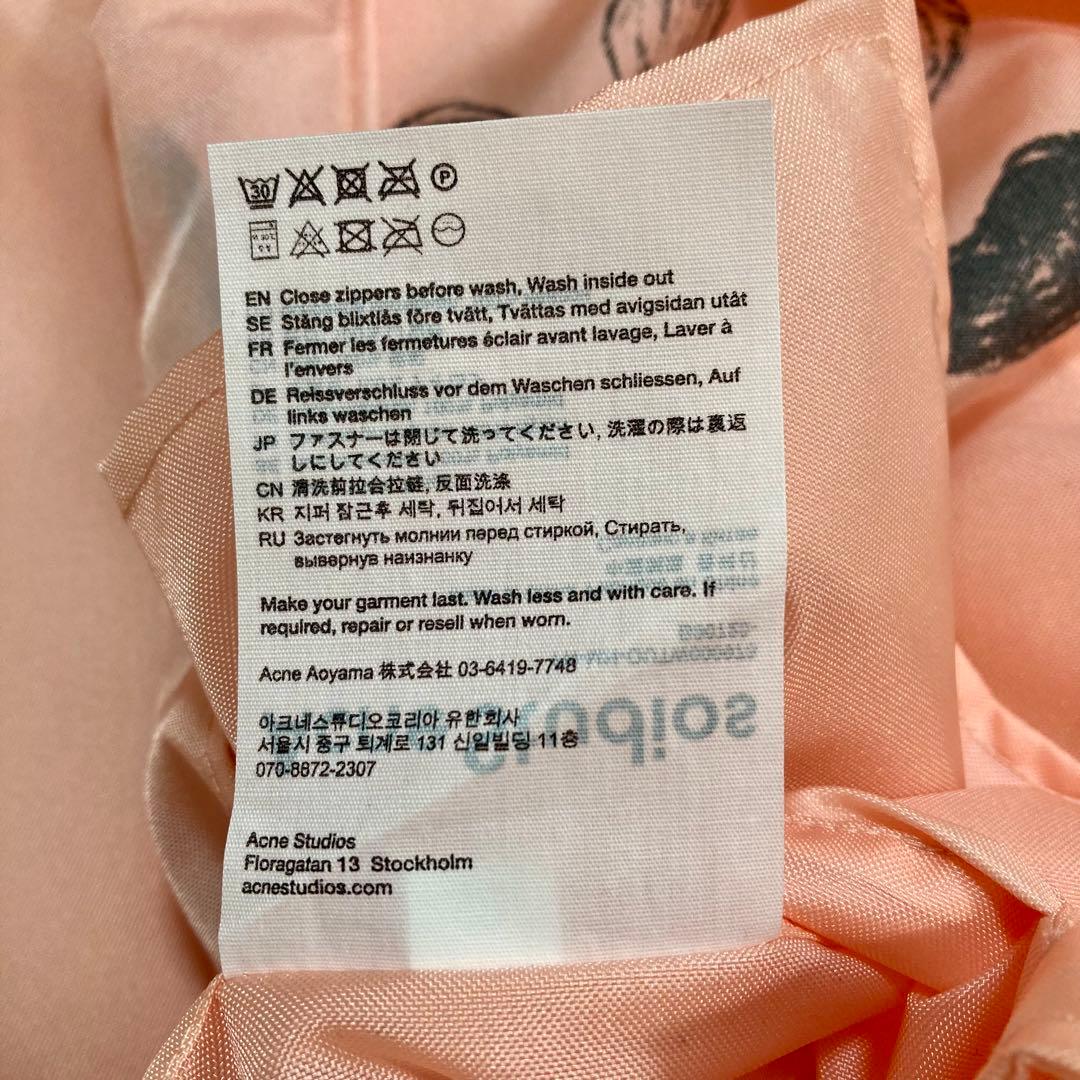 30 P
EN Close zippers before wash, Wash inside out
SE Stäng blixtlås före tvätt, Tvättas med avigsidan utåt
FR Fermer les fermetures éclair avant lavage, Laver à
l'envers
DE Reissverschluss vor dem Waschen schliessen, Auf
links waschen
JP ファスナーは閉じて洗ってください, 洗濯の際は裏返
しにしてください
CN 清洗前拉合拉链, 反面洗涤
KR 지퍼 잠근후 세탁, 뒤집어서 세탁
RU Застегнуть молнии перед стиркой, Стирать,
вывернув наизнанку
Make your garment last. Wash less and with care. If
required, repair or resell when worn.
Acne Aoyama 株式会社 03-6419-7748
아크네스튜디오코리아 유한회사
서울시 중구 퇴계로 131 신일빌딩 11층
070-8872-2307
Acne Studios
Floragatan 13 Stockholm
acnestudios.com